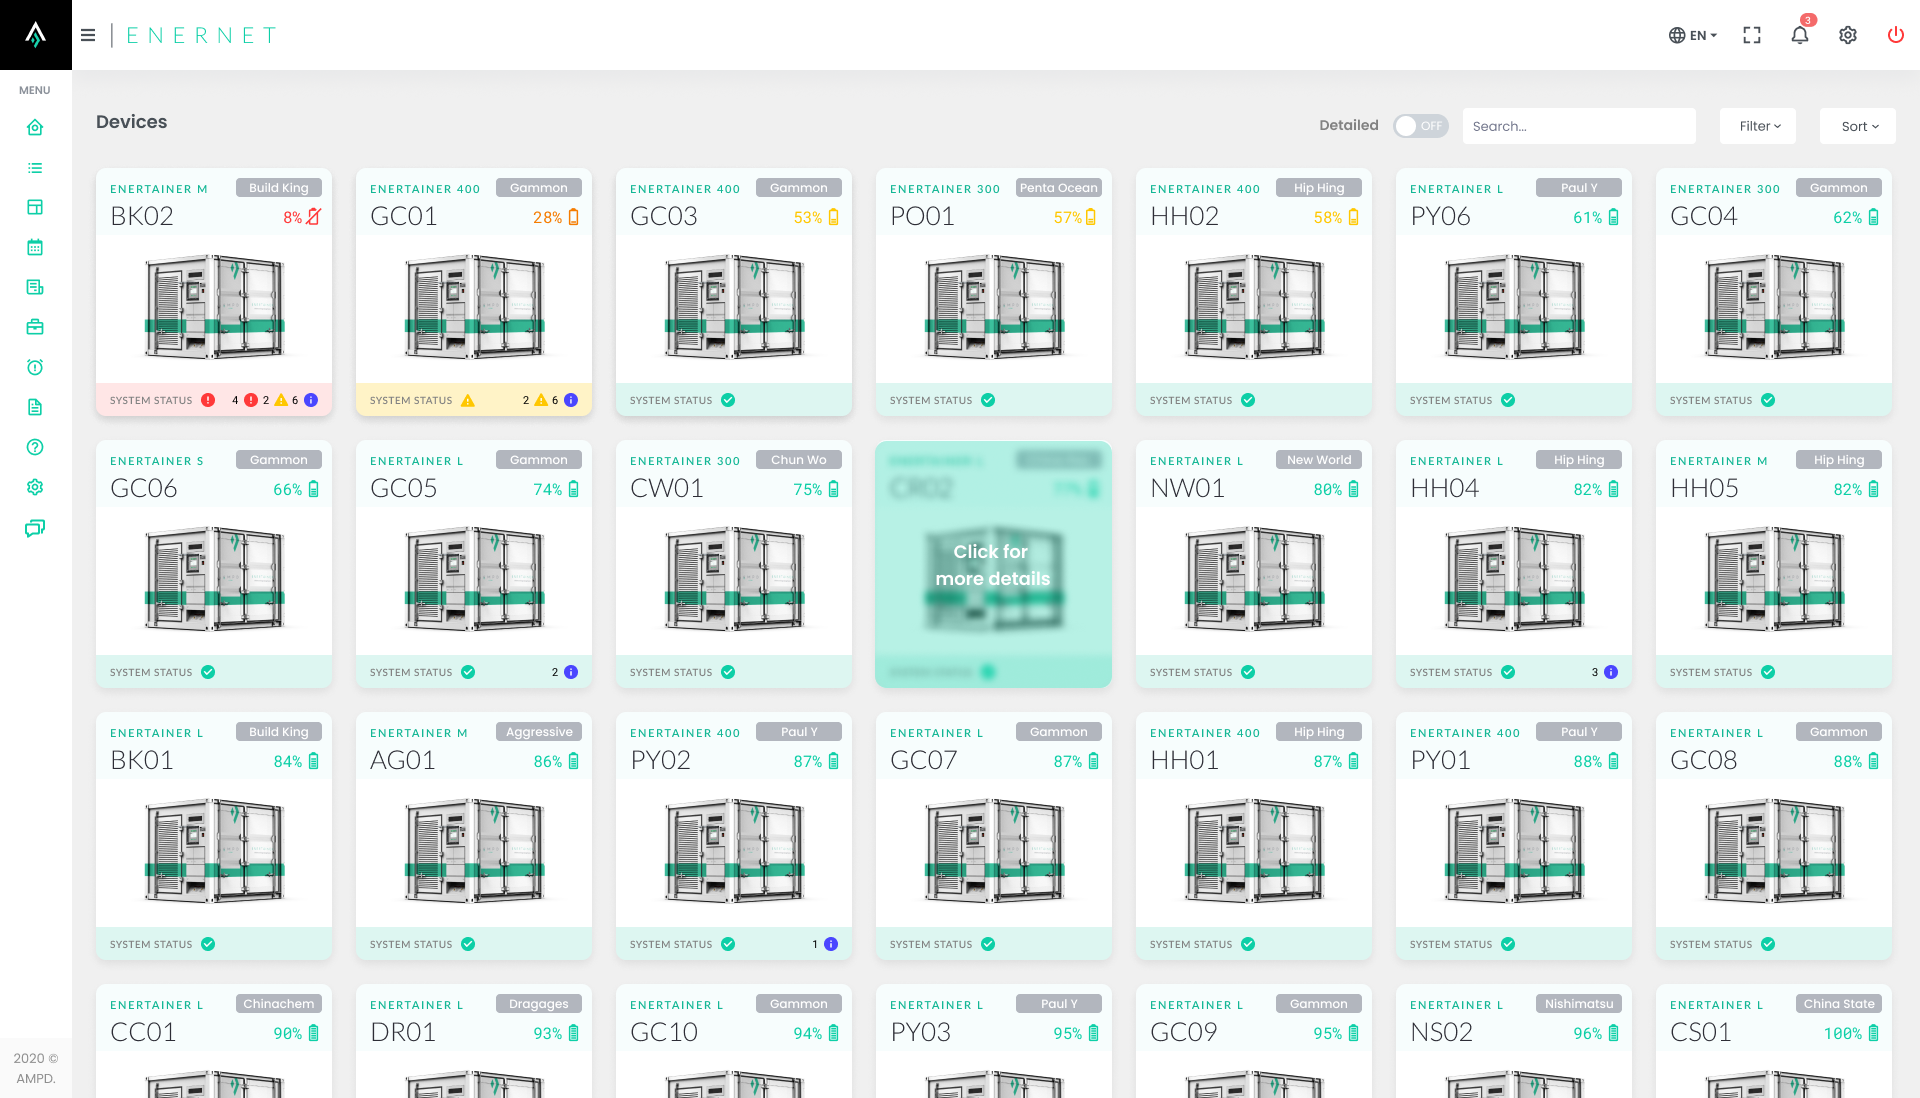 ENERNET
EN
3
MENU
Devices
Detailed
OFF
Search...
Filter
Sort
ENERTAINER M
Build King
BK02
8%
SYSTEM STATUS
4
2
6
ENERTAINER 400
Gammon
GC01
28%
SYSTEM STATUS
2
6
ENERTAINER 400
Gammon
GC03
53%
SYSTEM STATUS
ENERTAINER 300
Penta Ocean
PO01
57%
SYSTEM STATUS
ENERTAINER 400
Hip Hing
HH02
58%
SYSTEM STATUS
ENERTAINER L
Paul Y
PY06
61%
SYSTEM STATUS
ENERTAINER 300
Gammon
GC04
62%
SYSTEM STATUS
ENERTAINER S
Gammon
GC06
66%
SYSTEM STATUS
ENERTAINER L
Gammon
GC05
74%
SYSTEM STATUS
2
ENERTAINER 300
Chun Wo
CW01
75%
SYSTEM STATUS
ENERTAINER L
CR02
77%
Click for
more details
SYSTEM STATUS
ENERTAINER L
New World
NW01
80%
SYSTEM STATUS
ENERTAINER L
Hip Hing
HH04
82%
SYSTEM STATUS
3
ENERTAINER M
Hip Hing
HH05
82%
SYSTEM STATUS
ENERTAINER L
Build King
BK01
84%
SYSTEM STATUS
ENERTAINER M
Aggressive
AG01
86%
SYSTEM STATUS
ENERTAINER 400
Paul Y
PY02
87%
SYSTEM STATUS
1
ENERTAINER L
Gammon
GC07
87%
SYSTEM STATUS
ENERTAINER 400
Hip Hing
HH01
87%
SYSTEM STATUS
ENERTAINER 400
Paul Y
PY01
88%
SYSTEM STATUS
ENERTAINER L
Gammon
GC08
88%
SYSTEM STATUS
ENERTAINER L
Chinachem
CC01
90%
ENERTAINER L
Dragages
DR01
93%
ENERTAINER L
Gammon
GC10
94%
ENERTAINER L
Paul Y
PY03
95%
ENERTAINER L
Gammon
GC09
95%
ENERTAINER L
Nishimatsu
NS02
96%
ENERTAINER L
China State
CS01
100%
2020 ©
AMPD.